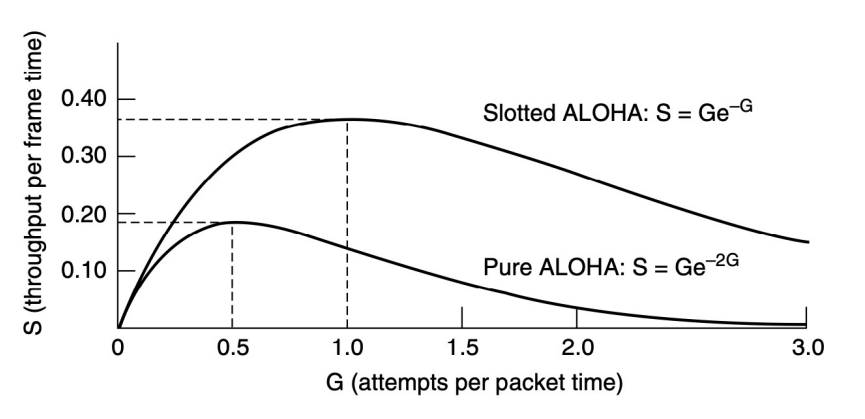 S (throughput per frame time)
0.40
0.30
0.20
0.10
Slotted ALOHA: S = Ge⁻ᴳ
Pure ALOHA: S = Ge⁻²ᴳ
0 0.5 1.0 1.5 2.0 3.0
G (attempts per packet time)